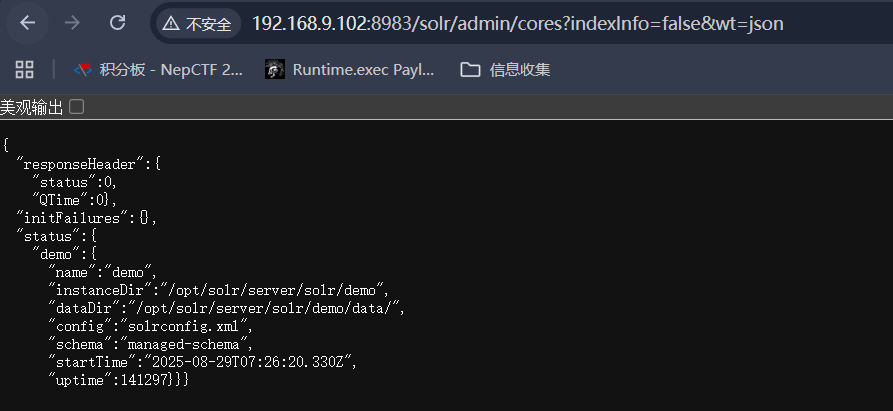 不安全 192.168.9.102:8983/solr/admin/cores?indexInfo=false&wt=json
积分板 - NepCTF 2... Runtime.exec Payl... 信息收集
美观输出
{
"responseHeader":{
"status":0,
"QTime":0},
"initFailures":{},
"status":{
"demo":{
"name":"demo",
"instanceDir":"/opt/solr/server/solr/demo",
"dataDir":"/opt/solr/server/solr/demo/data/",
"config":"solrconfig.xml",
"schema":"managed-schema",
"startTime":"2025-08-29T07:26:20.330Z",
"uptime":141297}}}